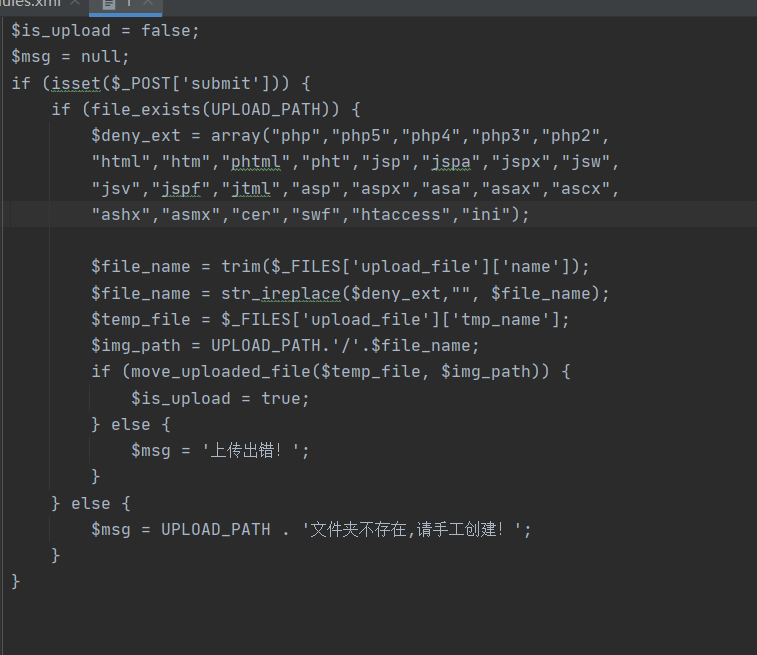 ules.xml 1
$is_upload = false;
$msg = null;
if (isset($_POST['submit'])) {
    if (file_exists(UPLOAD_PATH)) {
        $deny_ext = array("php","php5","php4","php3","php2",
        "html","htm","phtml","pht","jsp","jspa","jspx","jsw",
        "jsv","jspf","jtml","asp","aspx","asa","asax","ascx",
        "ashx","asmx","cer","swf","htaccess","ini");
        $file_name = trim($_FILES['upload_file']['name']);
        $file_name = str_ireplace($deny_ext,"", $file_name);
        $temp_file = $_FILES['upload_file']['tmp_name'];
        $img_path = UPLOAD_PATH.'/'.$file_name;
        if (move_uploaded_file($temp_file, $img_path)) {
            $is_upload = true;
        } else {
            $msg = '上传出错！';
        }
    } else {
        $msg = UPLOAD_PATH . '文件夹不存在,请手工创建！';
    }
}